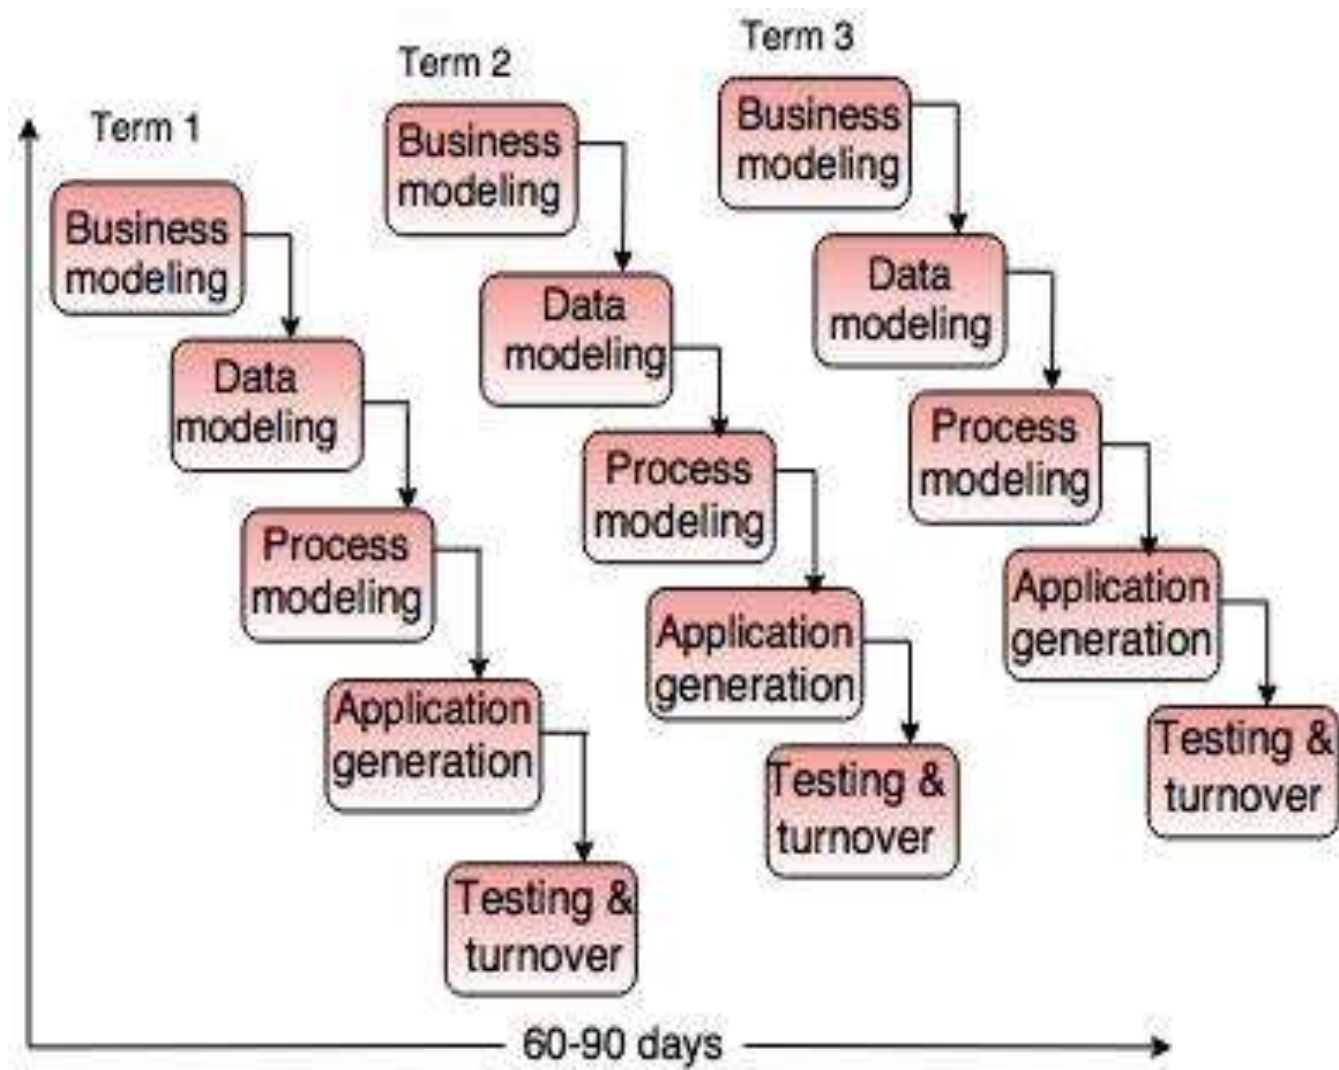 Term 1
Business
modeling
Data
modeling
Process
modeling
Application
generation
Testing &
turnover
Term 2
Business
modeling
Data
modeling
Process
modeling
Application
generation
Testing &
turnover
Term 3
Business
modeling
Data
modeling
Process
modeling
Application
generation
Testing &
turnover
60-90 days